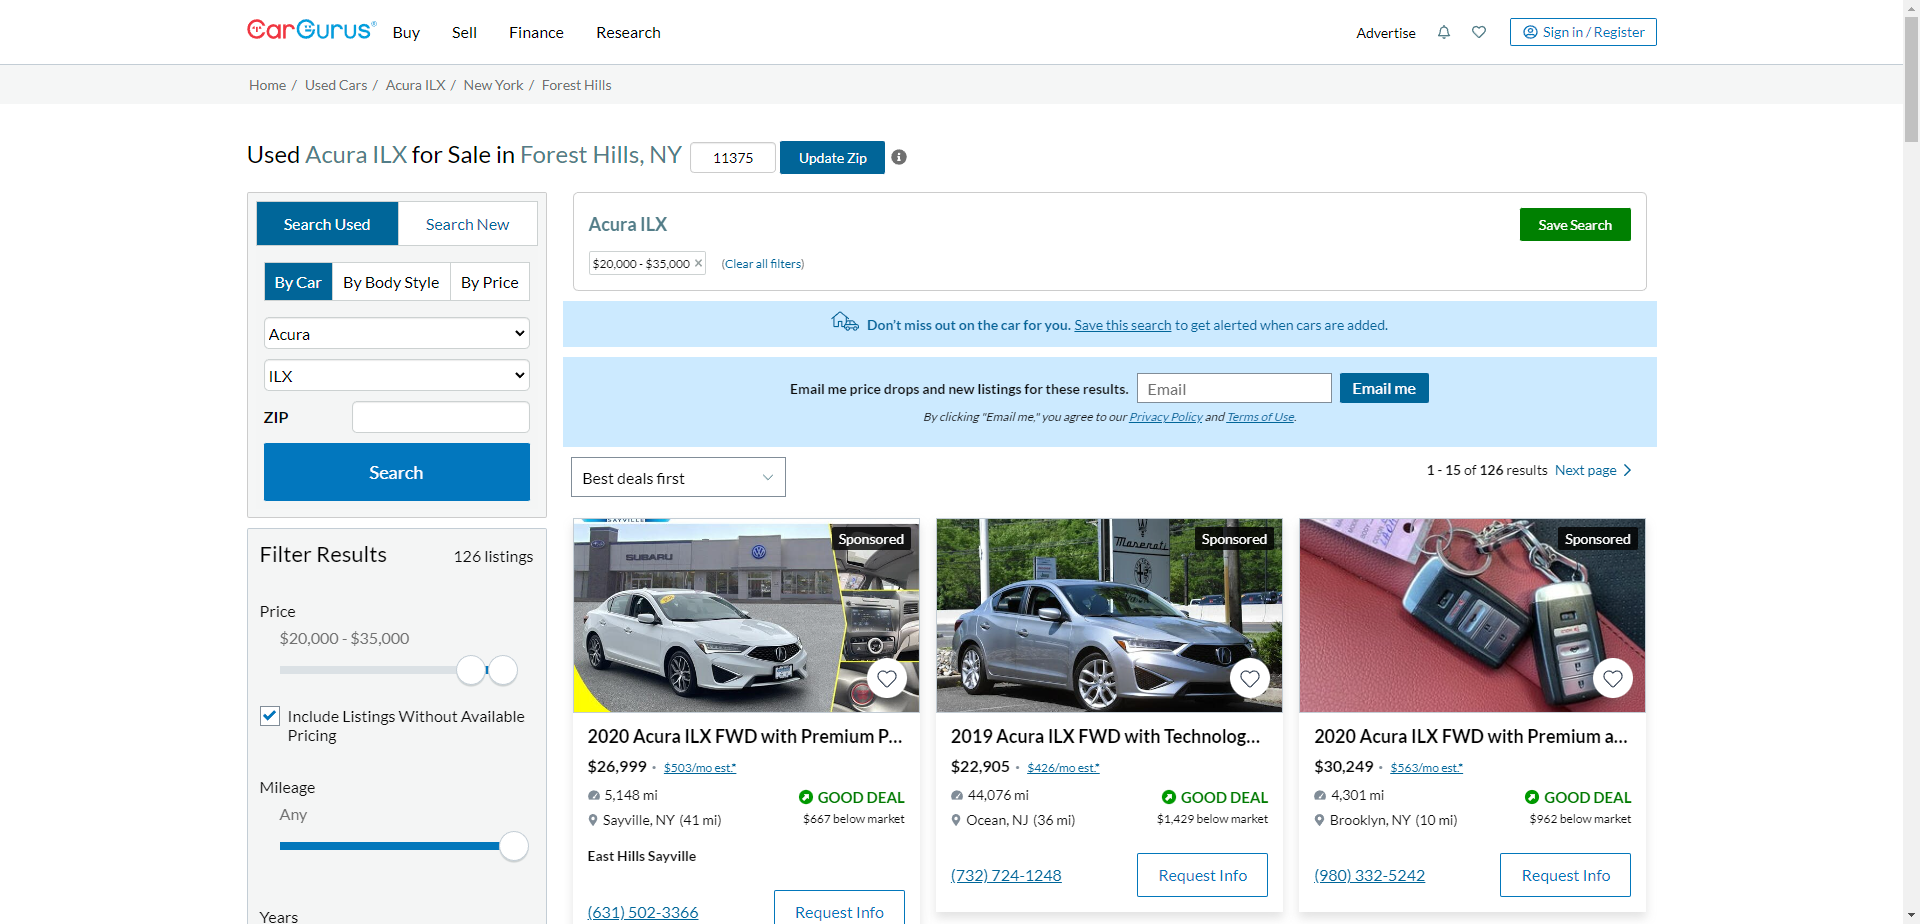 CarGurus®
Buy
Sell
Finance
Research
Advertise
Sign in / Register
Home / Used Cars / Acura ILX / New York / Forest Hills
Used Acura ILX for Sale in Forest Hills, NY
11375
Update Zip
Search Used
Search New
By Car
By Body Style
By Price
Acura
ILX
ZIP
Search
Filter Results
126 listings
Price
$20,000 - $35,000
Include Listings Without Available
Pricing
Mileage
Any
Years
Acura ILX
Save Search
$20,000 - $35,000 ×
(Clear all filters)
Don't miss out on the car for you. Save this search to get alerted when cars are added.
Email me price drops and new listings for these results.
Email
Email me
By clicking "Email me," you agree to our Privacy Policy and Terms of Use.
Best deals first
1 - 15 of 126 results
Next page
SAYVILLE
SUBARU
Sponsored
2020 Acura ILX FWD with Premium P...
$26,999 · $503/mo est.*
5,148 mi
GOOD DEAL
Sayville, NY (41 mi)
$667 below market
East Hills Sayville
(631) 502-3366
Request Info
Maserati
Sponsored
2019 Acura ILX FWD with Technolog...
$22,905 · $426/mo est.*
44,076 mi
GOOD DEAL
Ocean, NJ (36 mi)
$1,429 below market
(732) 724-1248
Request Info
Sponsored
2020 Acura ILX FWD with Premium a...
$30,249 · $563/mo est.*
4,301 mi
GOOD DEAL
Brooklyn, NY (10 mi)
$962 below market
(980) 332-5242
Request Info